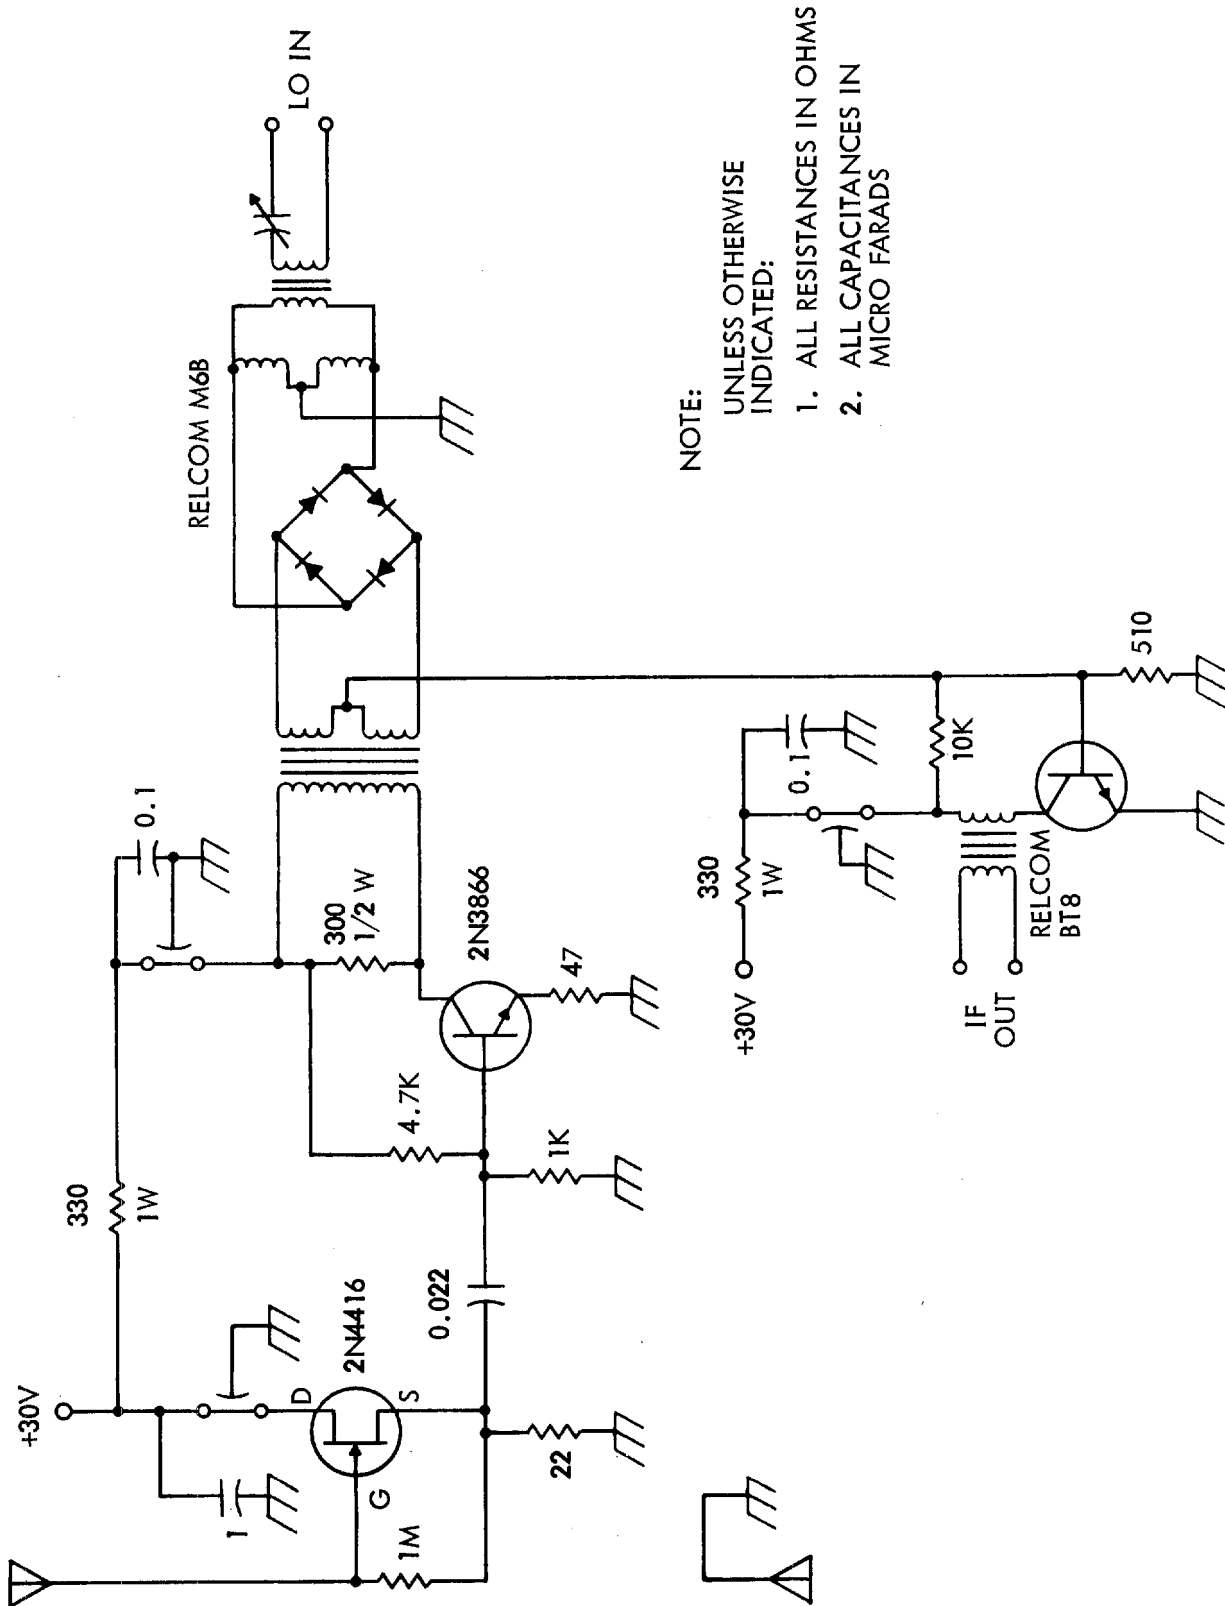 +30V
1
D
G
S
2N4416
1M
22
330
1W
0.022
4.7K
1K
0.1
300
1/2 W
2N3866
47
RELCOM M6B
LO IN
+30V
330
1W
0.1
10K
510
IF
OUT
RELCOM
BT8
NOTE:
UNLESS OTHERWISE
INDICATED:
1. ALL RESISTANCES IN OHMS
2. ALL CAPACITANCES IN
MICRO FARADS